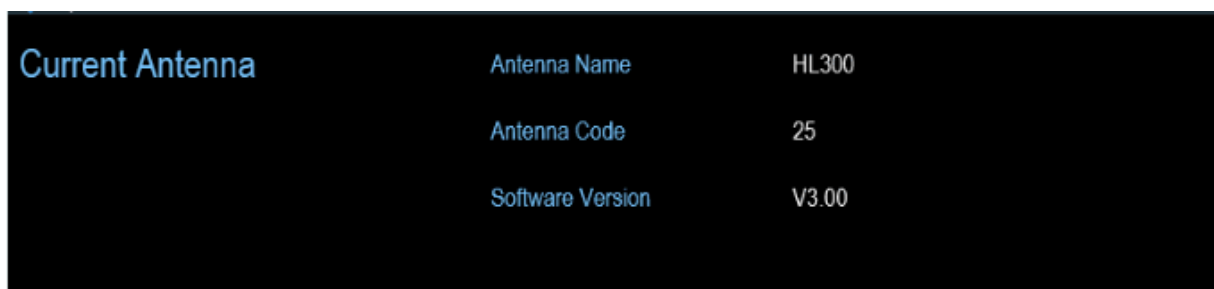 Current Antenna Antenna Name HL300
Antenna Code 25
Software Version V3.00